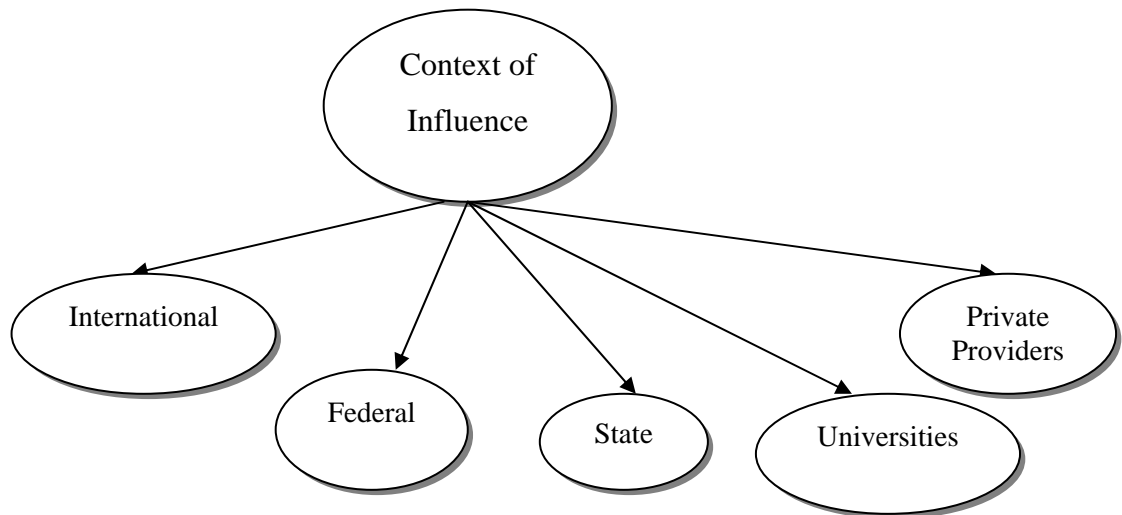 Context of
Influence
International
Federal
State
Universities
Private
Providers